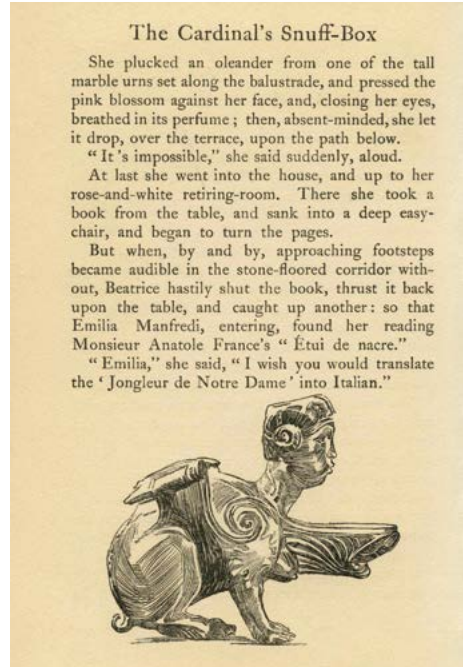 The Cardinal's Snuff-Box
She plucked an oleander from one of the tall
marble urns set along the balustrade, and pressed the
pink blossom against her face, and, closing her eyes,
breathed in its perfume ; then, absent-minded, she let
it drop, over the terrace, upon the path below.
“ It 's impossible,” she said suddenly, aloud.
At last she went into the house, and up to her
rose-and-white retiring-room. There she took a
book from the table, and sank into a deep easy-
chair, and began to turn the pages.
But when, by and by, approaching footsteps
became audible in the stone-floored corridor with-
out, Beatrice hastily shut the book, thrust it back
upon the table, and caught up another : so that
Emilia Manfredi, entering, found her reading
Monsieur Anatole France's “ Étui de nacre.”
“ Emilia,” she said, “ I wish you would translate
the ‘ Jongleur de Notre Dame ’ into Italian.”